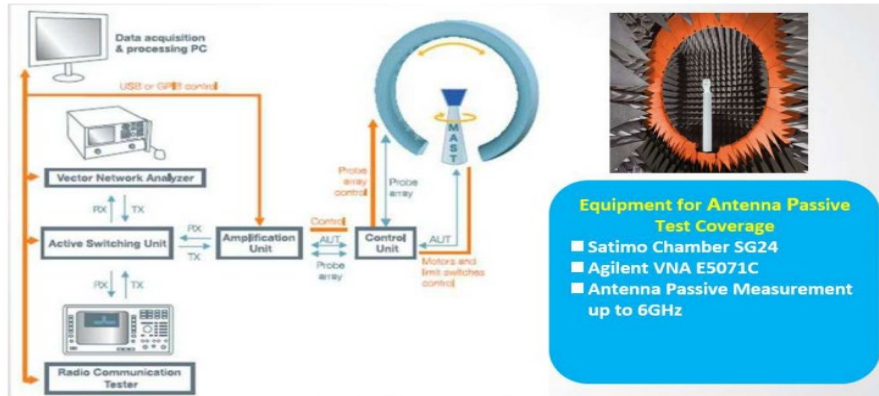 Data acquisition
& processing PC
USB or GPIB control
Vector Network Analyzer
RX TX
Active Switching Unit
RX
TX
Amplification
Unit
Control
AUT
Probe
array
Control
Unit
Probe
array
control
Probe
array
MAST
AUT
Motors and
limit switches
control
RX TX
Radio Communication
Tester
Equipment for Antenna Passive
Test Coverage
Satimo Chamber SG24
Agilent VNA E5071C
Antenna Passive Measurement
up to 6GHz